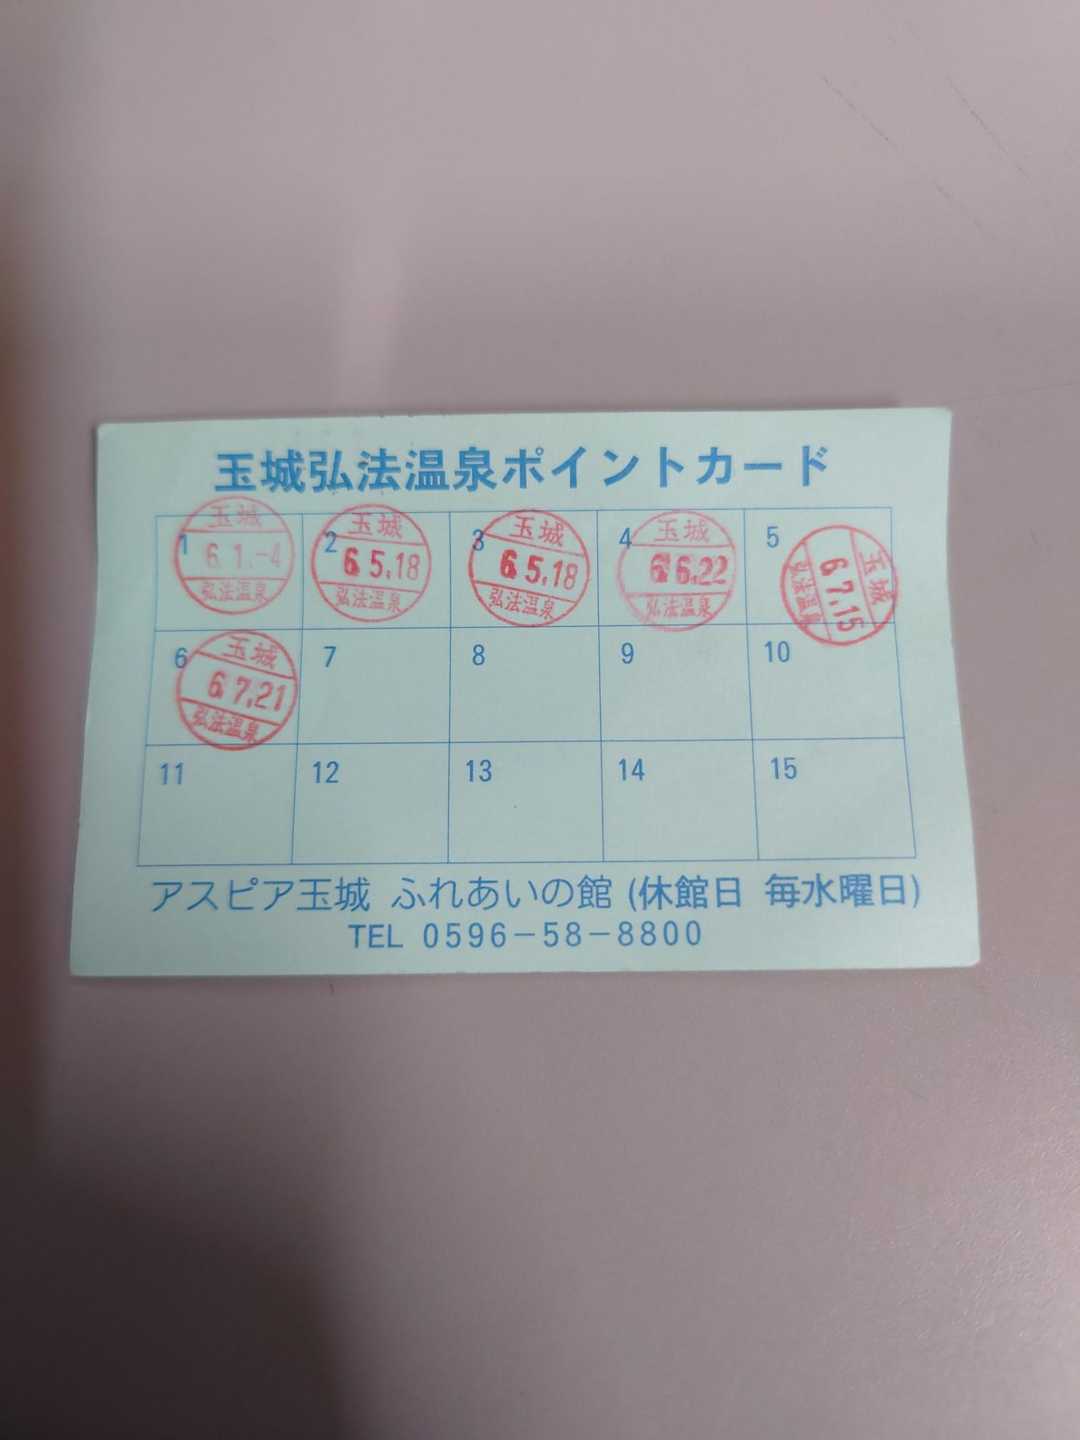 玉城弘法温泉ポイントカード
1 玉城 6.1.-4 弘法温泉
2 玉城 6.5.18 弘法温泉
3 玉城 6.5.18 弘法温泉
4 玉城 6.6.22 弘法温泉
5 玉城 6.7.15 弘法温泉
6 玉城 6.7.21 弘法温泉
7
8
9
10
11
12
13
14
15
アスピア玉城 ふれあいの館 (休館日 毎水曜日)
TEL 0596-58-8800